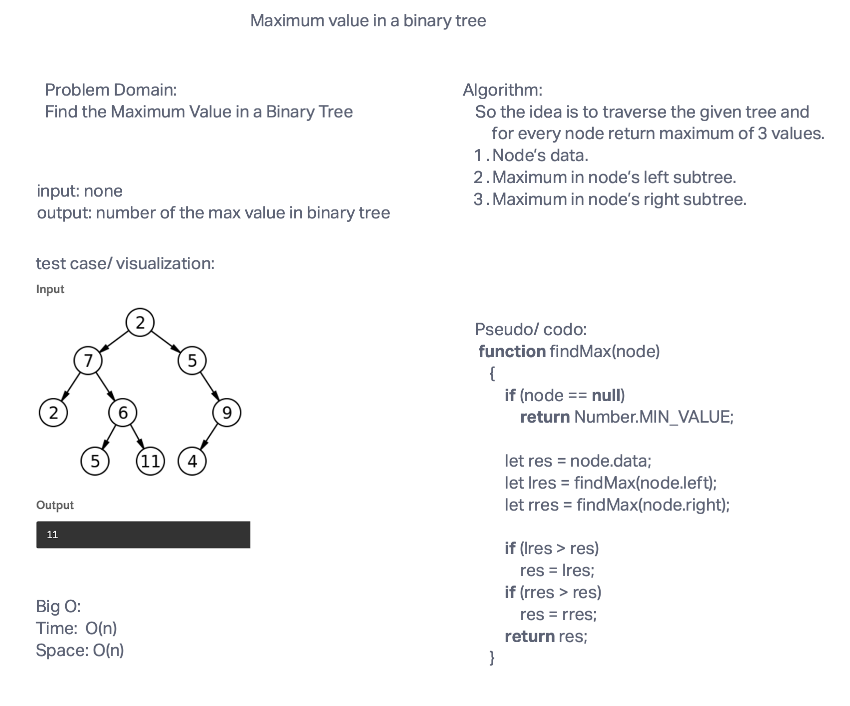 Maximum value in a binary tree
Problem Domain:
Find the Maximum Value in a Binary Tree
input: none
output: number of the max value in binary tree
test case/ visualization:
Input
2
7 5
2 6 9
5 11 4
Output
11
Big O:
Time: O(n)
Space: O(n)
Algorithm:
So the idea is to traverse the given tree and
for every node return maximum of 3 values.
1. Node's data.
2. Maximum in node's left subtree.
3. Maximum in node's right subtree.
Pseudo/ codo:
function findMax(node)
{
if (node == null)
return Number.MIN_VALUE;
let res = node.data;
let lres = findMax(node.left);
let rres = findMax(node.right);
if (lres > res)
res = lres;
if (rres > res)
res = rres;
return res;
}